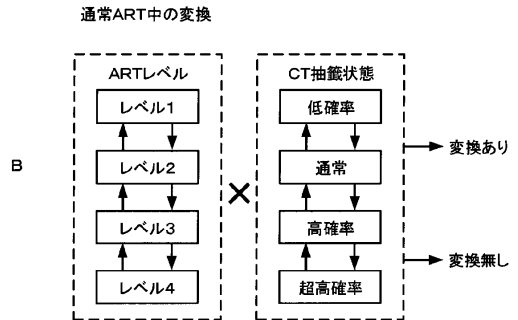 通常ART中の変換
ARTレベル
CT抽籤状態
レベル1
低確率
変換あり
B
レベル2
×
通常
レベル3
高確率
変換無し
レベル4
超高確率